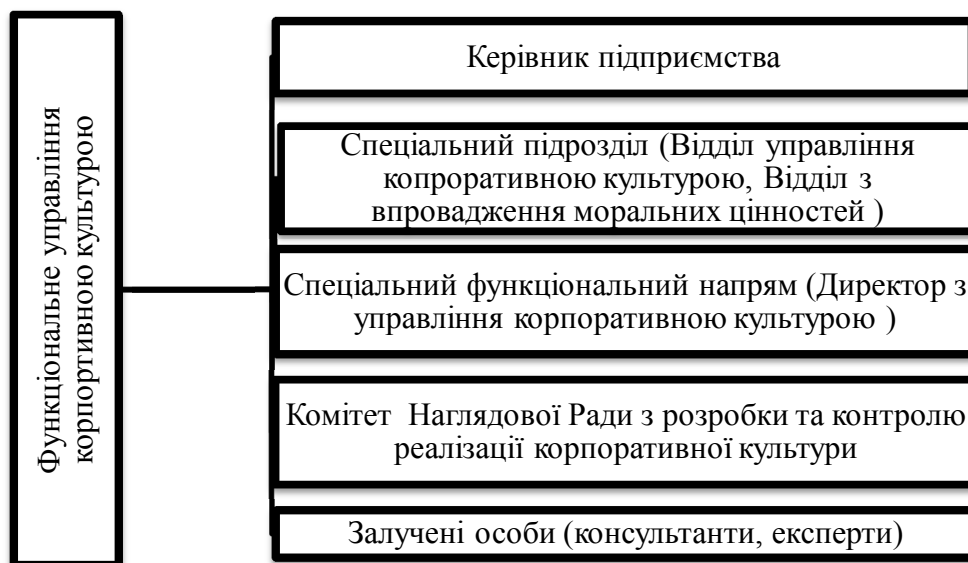 Функціональне управління
корпортивною культурою
Керівник підприємства
Спеціальний підрозділ (Відділ управління
копроративною культурою, Відділ з
впровадження моральних цінностей )
Спеціальний функціональний напрям (Директор з
управління корпоративною культурою )
Комітет  Наглядової Ради з розробки та контролю
реалізації корпоративної культури
Залучені особи (консультанти, експерти)